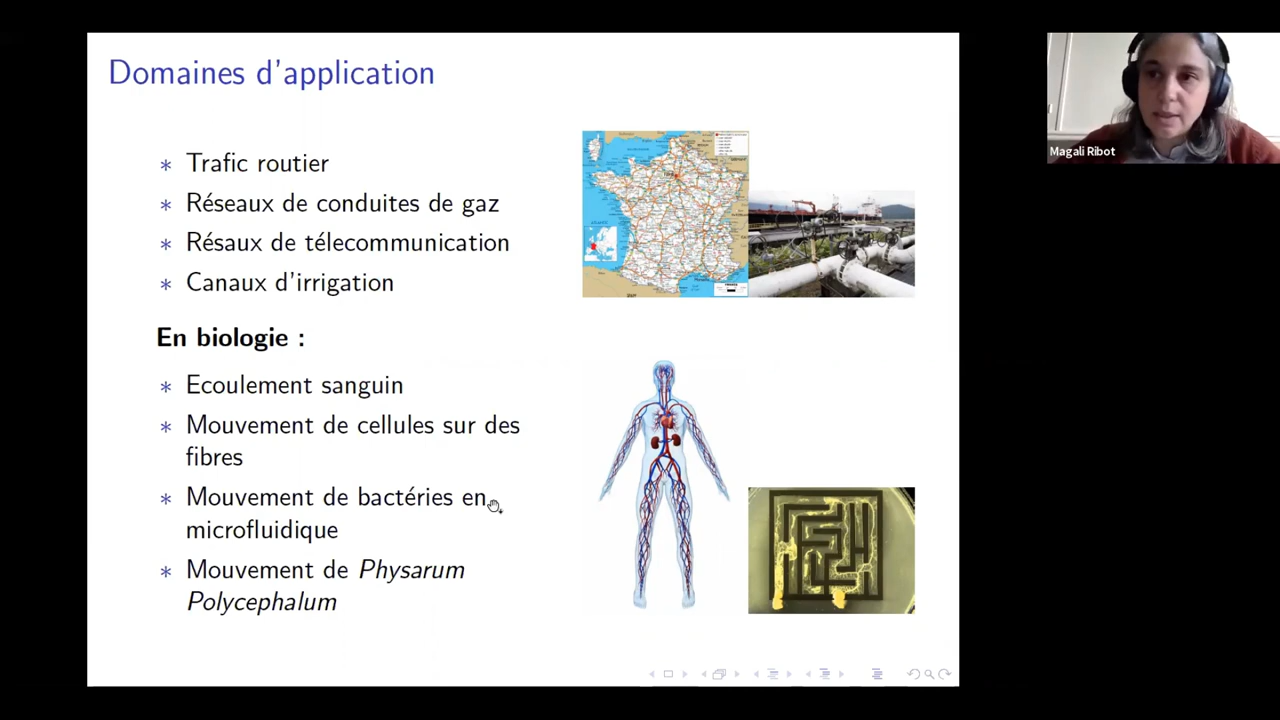 Domaines d'application
* Trafic routier
* Réseaux de conduites de gaz
* Résaux de télecommunication
* Canaux d'irrigation
En biologie :
* Ecoulement sanguin
* Mouvement de cellules sur des
fibres
* Mouvement de bactéries en
microfluidique
* Mouvement de Physarum
Polycephalum
Magali Ribot